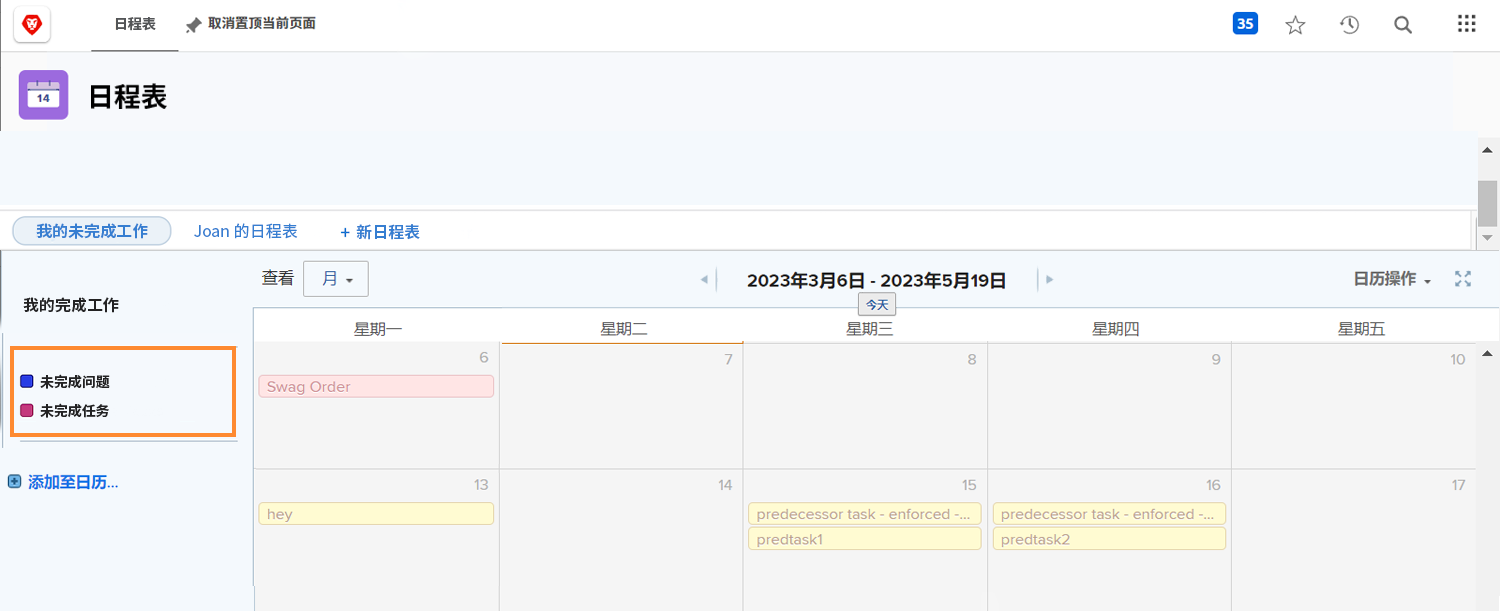 日程表
取消置顶当前页面
35
14
日程表
我的未完成工作
Joan 的日程表
+ 新日程表
查看
月
2023年3月6日 - 2023年5月19日
日历操作
今天
我的完成工作
星期一
星期二
星期三
星期四
星期五
未完成问题
未完成任务
添加至日历...
6
7
8
9
10
Swag Order
13
14
15
16
17
hey
predecessor task - enforced -...
predecessor task - enforced -...
predtask1
predtask2